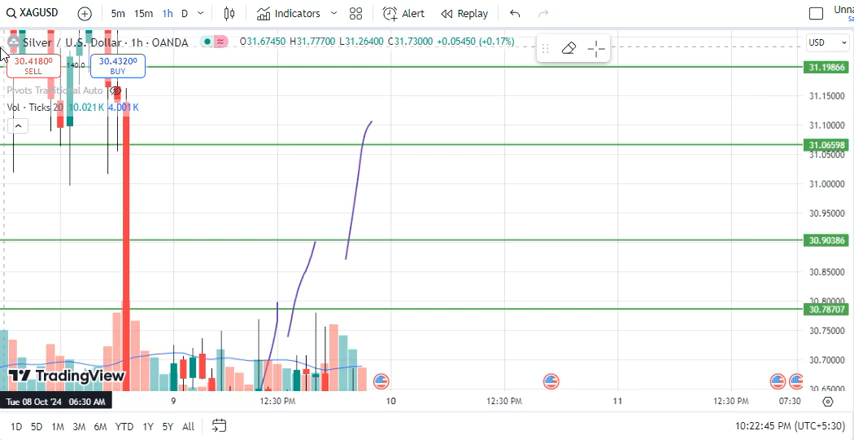 XAGUSD 5m 15m 1h D Indicators Alert Replay Unna
Silver / U.S. Dollar · 1h · OANDA O31.67450 H31.77700 L31.26400 C31.73000 +0.05450 (+0.17%) USD
30.41800 SELL 140.0 30.43200 BUY
31.19866
Pivots Traditional Auto
31.15000
Vol · Ticks 20 10.021K 4.001K
31.10000
31.06598
31.05000
31.00000
30.95000
30.90386
30.85000
30.78707
30.75000
30.70000
TradingView
30.65000
Tue 08 Oct '24 06:30 AM 9 12:30 PM 10 12:30 PM 11 12:30 PM 07:30
1D 5D 1M 3M 6M YTD 1Y 5Y All 10:22:45 PM (UTC+5:30)